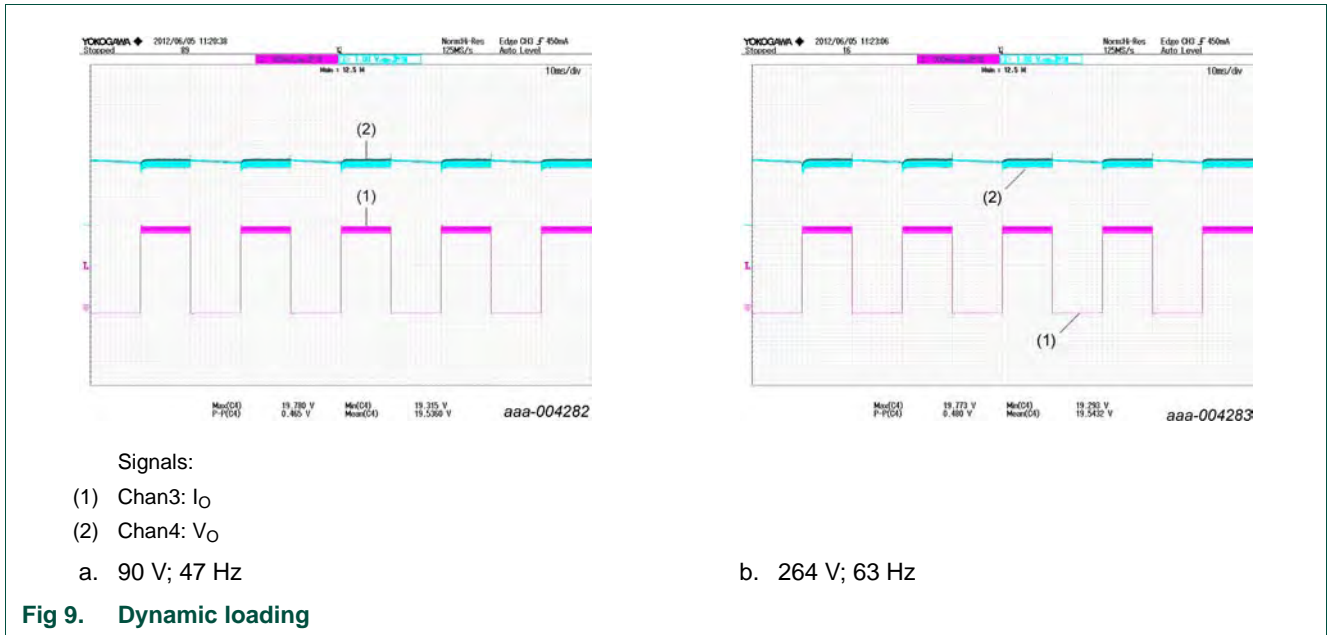 YOKOGAWA ◆ 2012/06/05 11:20:38
Stopped 89
Norm:Hi-Res
125MS/s
Edge CH3 450mA
Auto Level
Main : 12.5 M
10ms/div
(2)
(1)
Max(C4) 19.780 V Min(C4) 19.315 V
P-P(C4) 0.465 V Mean(C4) 19.5360 V
aaa-004282
YOKOGAWA ◆ 2012/06/05 11:23:06
Stopped 16
Norm:Hi-Res
125MS/s
Edge CH3 450mA
Auto Level
Main : 12.5 M
10ms/div
(2)
(1)
Max(C4) 19.773 V Min(C4) 19.293 V
P-P(C4) 0.480 V Mean(C4) 19.5432 V
aaa-004283
Signals:
(1) Chan3: IO
(2) Chan4: VO
a. 90 V; 47 Hz
b. 264 V; 63 Hz
Fig 9. Dynamic loading